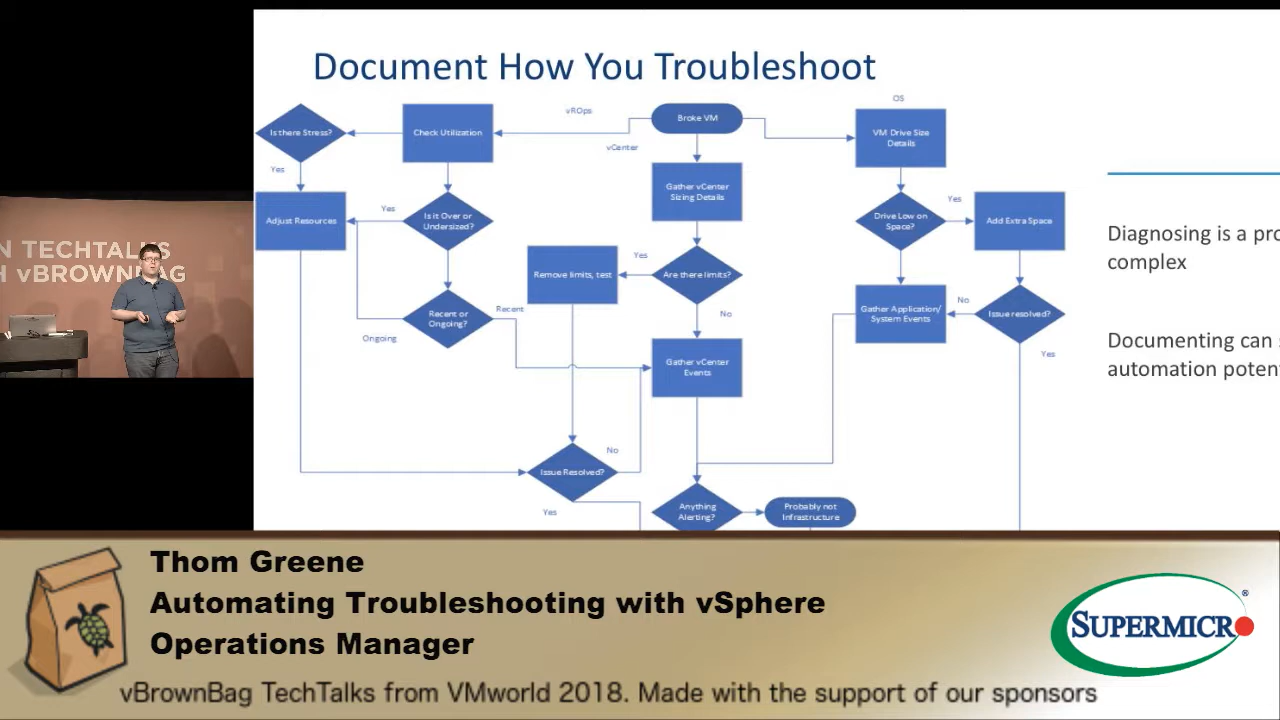 Document How You Troubleshoot
OS
vROps
Broke VM
Is there Stress?
Check Utilization
VM Drive Size
Details
vCenter
Yes
Gather vCenter
Sizing Details
Yes
Adjust Resources
Yes
Is it Over or
Undersized?
Drive Low on
Space?
Add Extra Space
Diagnosing is a pro
complex
Yes
Remove limits, test
Are there limits?
Recent or
Ongoing?
Recent
No
Gather Application/
System Events
No
Issue resolved?
Ongoing
Yes
Documenting can s
automation poten
Gather vCenter
Events
No
Issue Resolved?
Yes
Anything
Alerting?
Probably not
Infrastructure
N TECHTALKS
H vBROWNBAG
Thom Greene
Automating Troubleshooting with vSphere
Operations Manager
SUPERMICRO
®
vBrownBag TechTalks from VMworld 2018. Made with the support of our sponsors